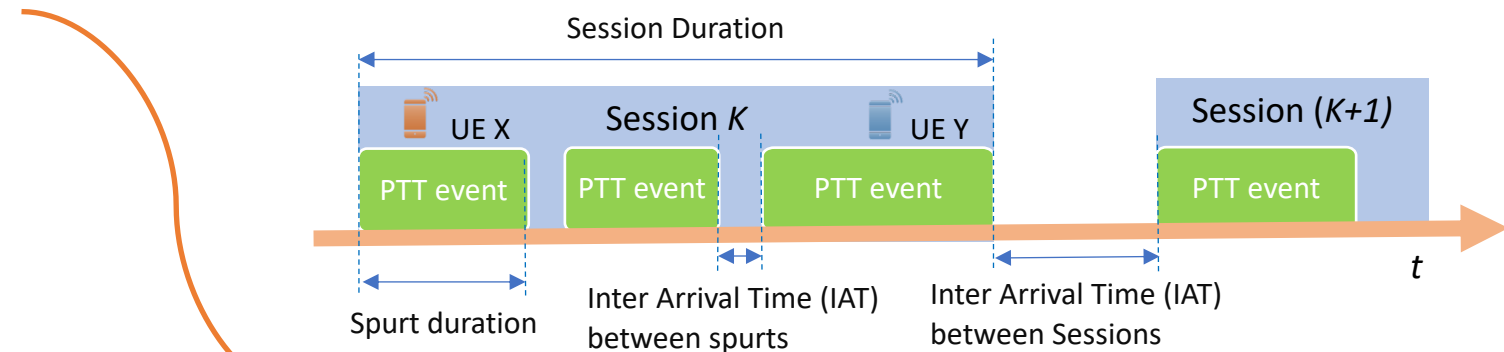 Session Duration
UE X
Session K
UE Y
Session (K+1)
PTT event
PTT event
PTT event
PTT event
t
Spurt duration
Inter Arrival Time (IAT)
between spurts
Inter Arrival Time (IAT)
between Sessions